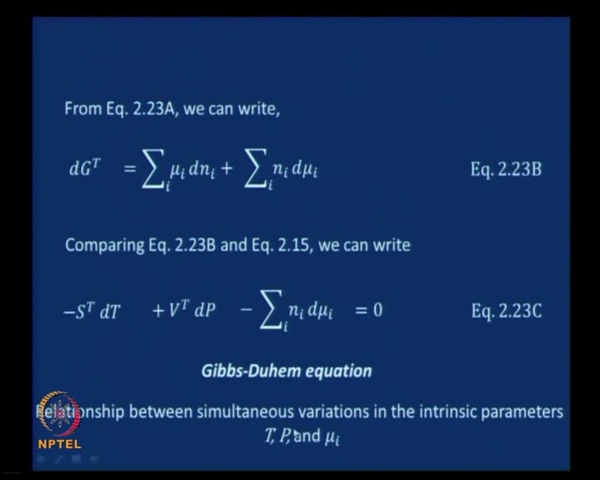 From Eq. 2.23A, we can write,
dG^T = ∑_i μ_i dn_i + ∑_i n_i dμ_i Eq. 2.23B
Comparing Eq. 2.23B and Eq. 2.15, we can write
−S^T dT + V^T dP − ∑_i n_i dμ_i = 0 Eq. 2.23C
Gibbs-Duhem equation
Relationship between simultaneous variations in the intrinsic parameters
T, P, and μ_i
NPTEL